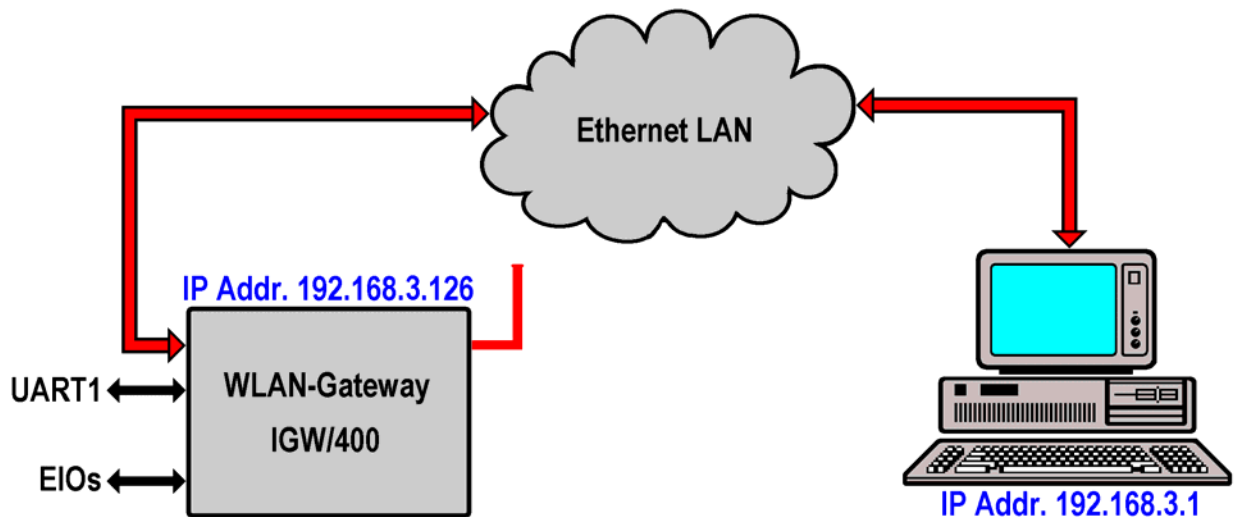 Ethernet LAN
IP Addr. 192.168.3.126
WLAN-Gateway
IGW/400
UART1
EIOs
IP Addr. 192.168.3.1